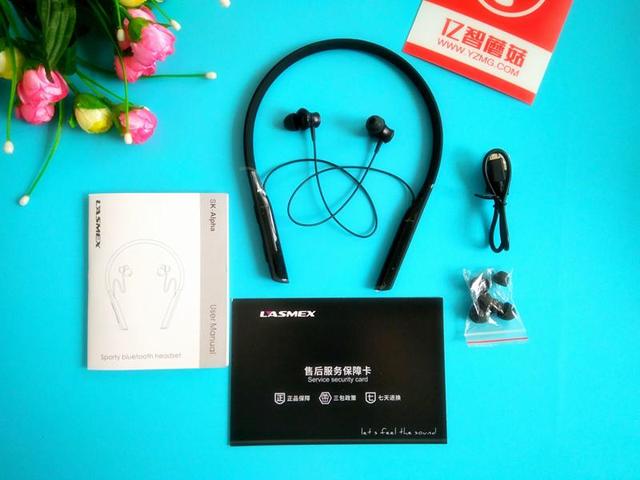 亿智蘑菇
WWW.YZMG.COM
LASMEX
SK-Alpha
User Manual
Sporty bluetooth headset
LASMEX
售后服务保障卡
Service security card
正 正品保障
三包政策
七 七天退换
let's feel the sound